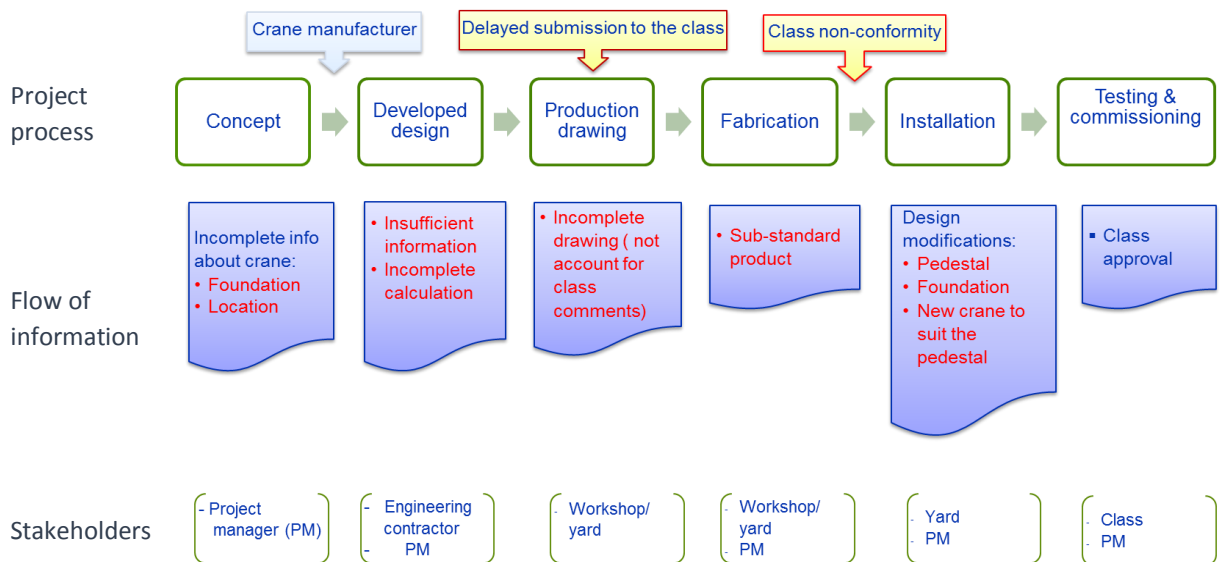 Crane manufacturer
Delayed submission to the class
Class non-conformity
Project
process
Concept
Developed
design
Production
drawing
Fabrication
Installation
Testing &
commissioning
Flow of
information
Incomplete info
about crane:
• Foundation
• Location
• Insufficient
information
• Incomplete
calculation
• Incomplete
drawing ( not
account for
class
comments)
• Sub-standard
product
Design
modifications:
• Pedestal
• Foundation
• New crane to
suit the
pedestal
▪ Class
approval
Stakeholders
- Project
manager (PM)
- Engineering
contractor
- PM
- Workshop/
yard
- Workshop/
yard
- PM
- Yard
- PM
- Class
- PM